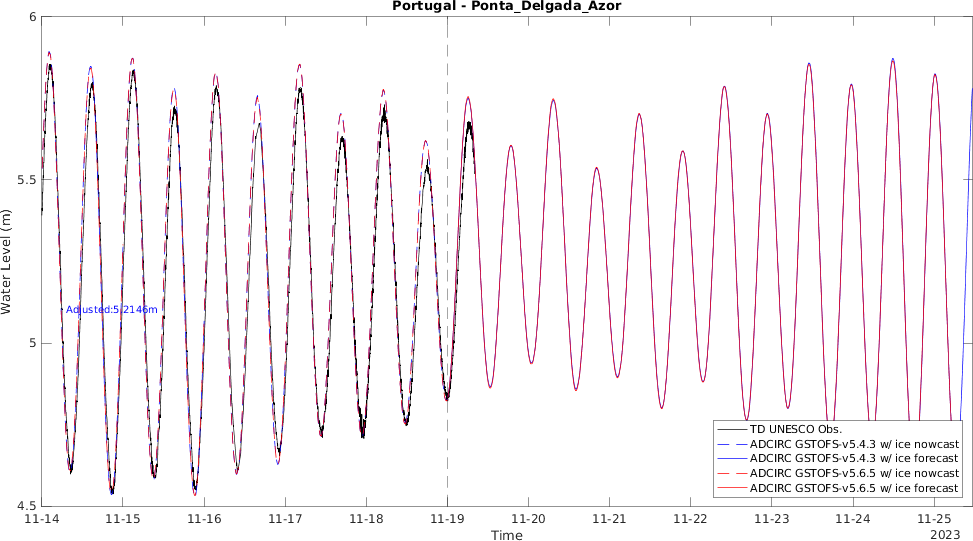 Portugal - Ponta_Delgada_Azor
6
5.5
5
4.5
Water Level (m)
Adjusted:5.2146m
TD UNESCO Obs.
ADCIRC GSTOFS-v5.4.3 w/ ice nowcast
ADCIRC GSTOFS-v5.4.3 w/ ice forecast
ADCIRC GSTOFS-v5.6.5 w/ ice nowcast
ADCIRC GSTOFS-v5.6.5 w/ ice forecast
11-14 11-15 11-16 11-17 11-18 11-19 11-20 11-21 11-22 11-23 11-24 11-25
Time
2023